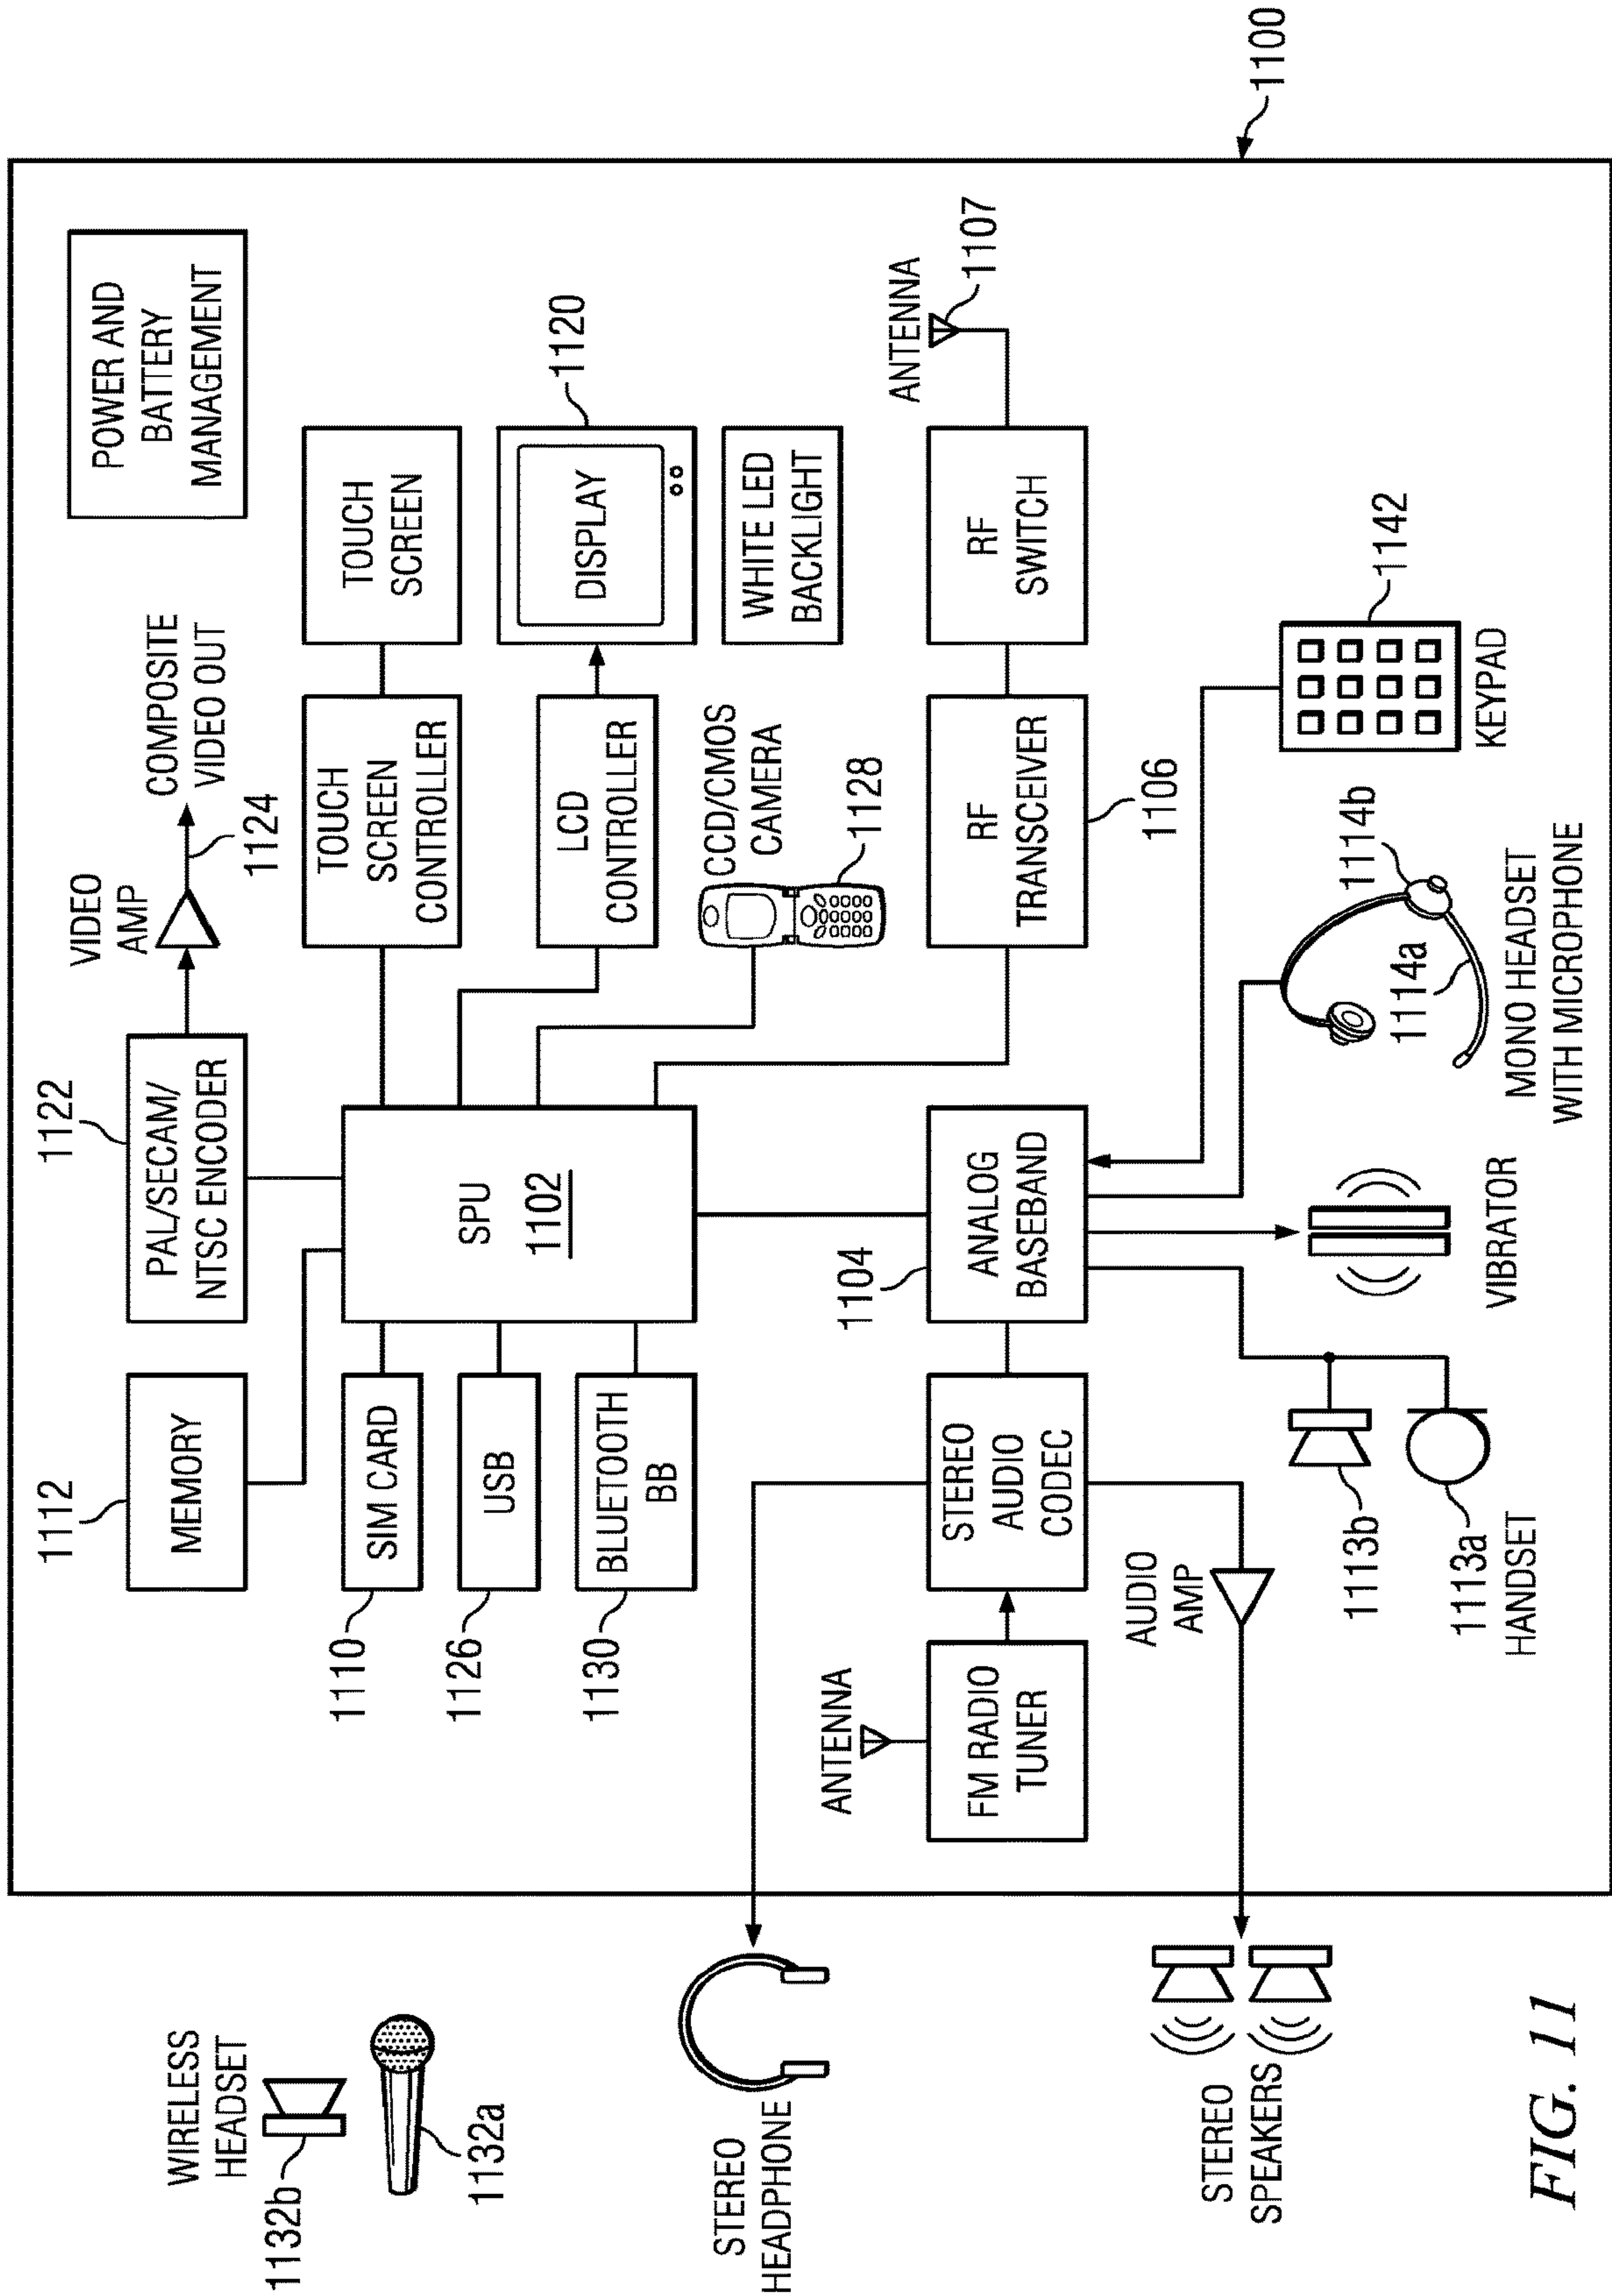 WIRELESS
HEADSET
1132b
1132a
STEREO
HEADPHONE
STEREO
SPEAKERS
1112
MEMORY
1122
PAL/SECAM/
NTSC ENCODER
VIDEO
AMP
1124
COMPOSITE
VIDEO OUT
POWER AND
BATTERY
MANAGEMENT
1110
SIM CARD
1126
USB
1130
BLUETOOTH
BB
SPU
1102
TOUCH
SCREEN
CONTROLLER
TOUCH
SCREEN
LCD
CONTROLLER
DISPLAY
1120
CCD/CMOS
CAMERA
1128
WHITE LED
BACKLIGHT
ANTENNA
FM RADIO
TUNER
STEREO
AUDIO
CODEC
1104
ANALOG
BASEBAND
RF
TRANSCEIVER
1106
RF
SWITCH
ANTENNA
1107
1100
AUDIO
AMP
1113b
1113a
HANDSET
VIBRATOR
1114a
1114b
MONO HEADSET
WITH MICROPHONE
1142
KEYPAD
FIG. 11